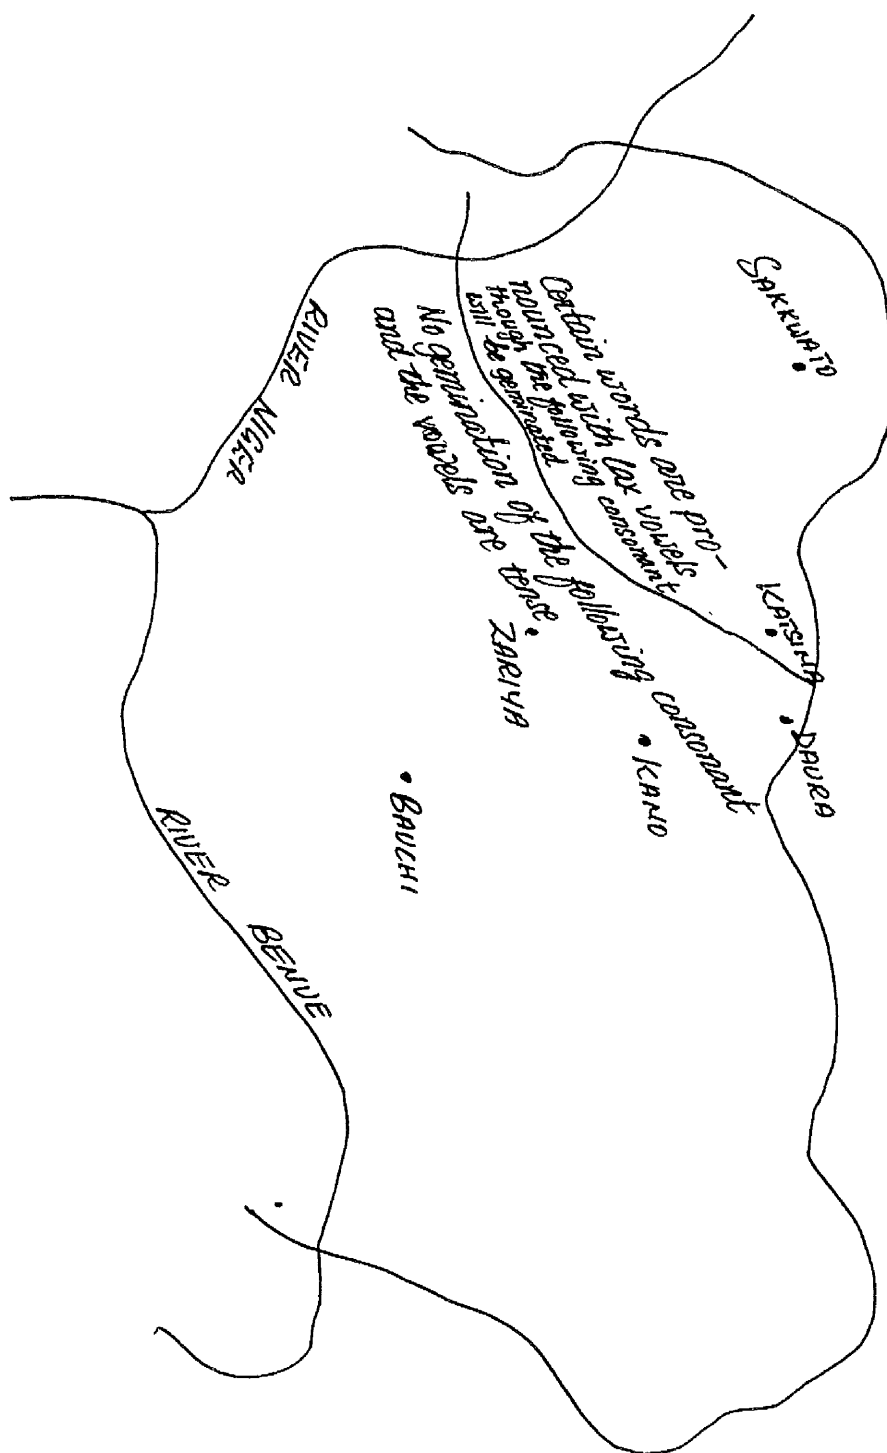 SAKKWATO
KATSINA
DAURA
Certain words are pro-
nounced with lax vowels
though the following consonant
will be geminated
No gemination of the following consonant
and the vowels are tense
KANO
ZARIYA
BAUCHI
RIVER NIGER
RIVER BENUE